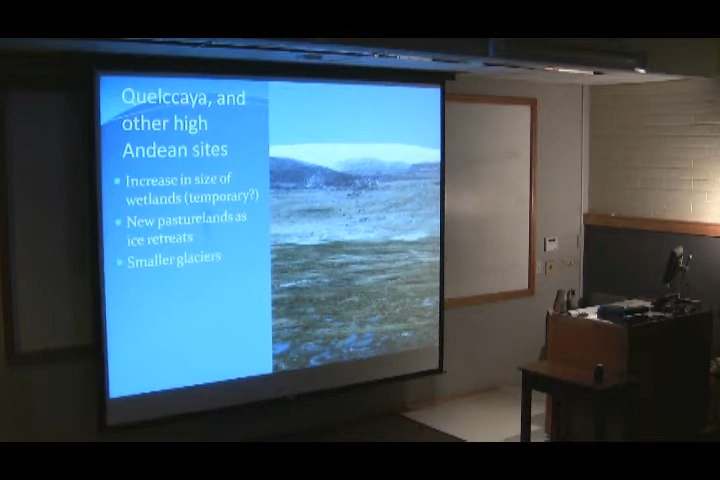 Quelccaya, and
other high
Andean sites
Increase in size of
wetlands (temporary?)
New pasturelands as
ice retreats
Smaller glaciers